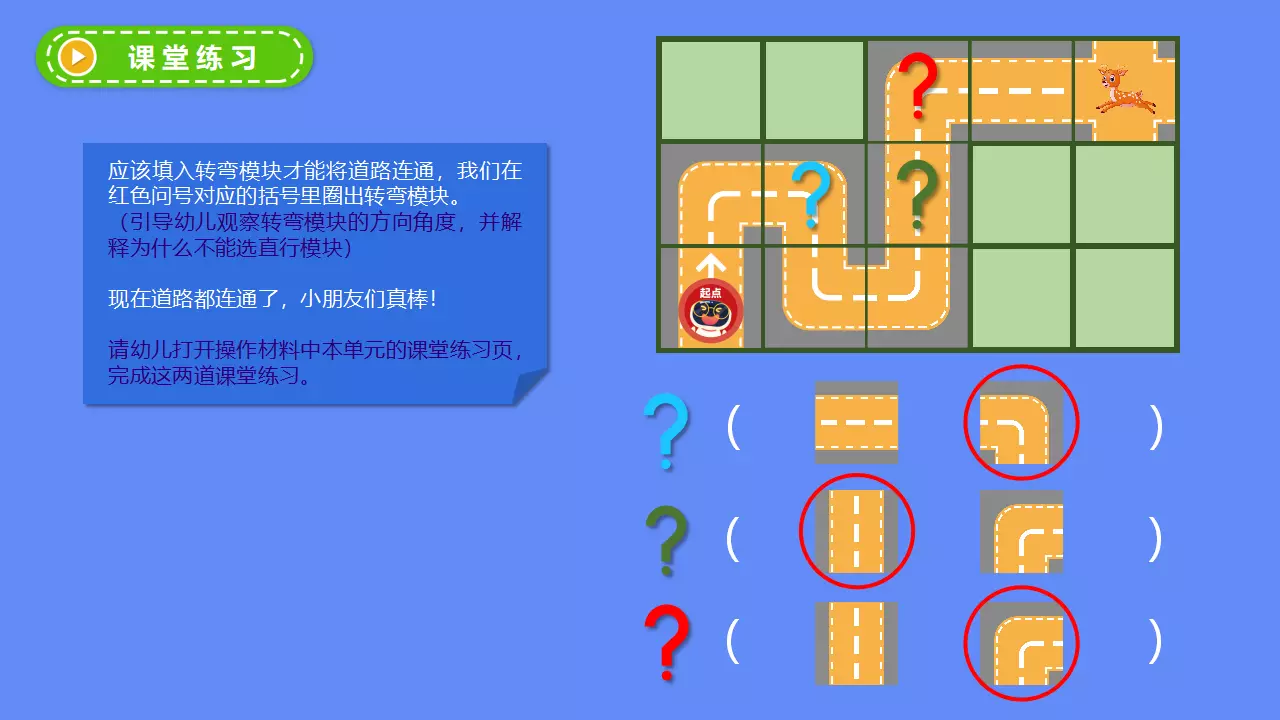 课堂练习
应该填入转弯模块才能将道路连通，我们在
红色问号对应的括号里圈出转弯模块。
（引导幼儿观察转弯模块的方向角度，并解
释为什么不能选直行模块）
现在道路都连通了，小朋友们真棒！
请幼儿打开操作材料中本单元的课堂练习页，
完成这两道课堂练习。
?
? ?
起点
? ( )
? ( )
? ( )